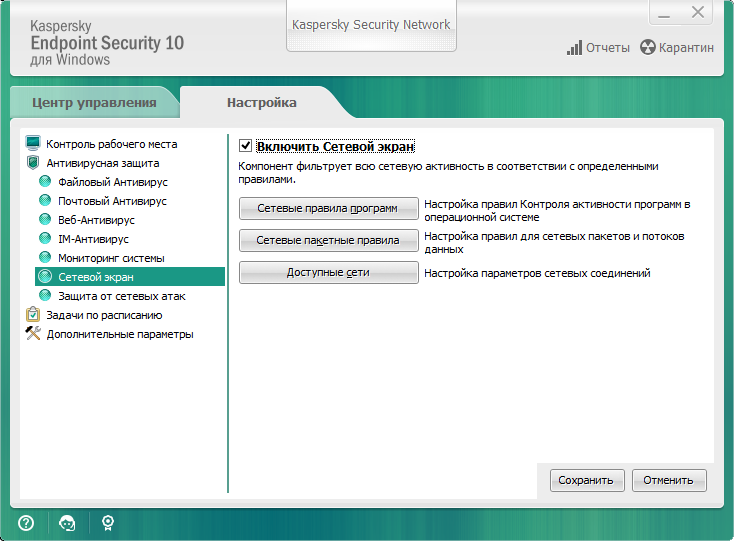 Kaspersky
Endpoint Security 10
для Windows
Kaspersky Security Network
Отчеты
Карантин
Центр управления
Настройка
Контроль рабочего места
Антивирусная защита
Файловый Антивирус
Почтовый Антивирус
Веб-Антивирус
IM-Антивирус
Мониторинг системы
Сетевой экран
Защита от сетевых атак
Задачи по расписанию
Дополнительные параметры
Включить Сетевой экран
Компонент фильтрует всю сетевую активность в соответствии с определенными
правилами.
Сетевые правила программ
Настройка правил Контроля активности программ в
операционной системе
Сетевые пакетные правила
Настройка правил для сетевых пакетов и потоков
данных
Доступные сети
Настройка параметров сетевых соединений
Сохранить
Отменить